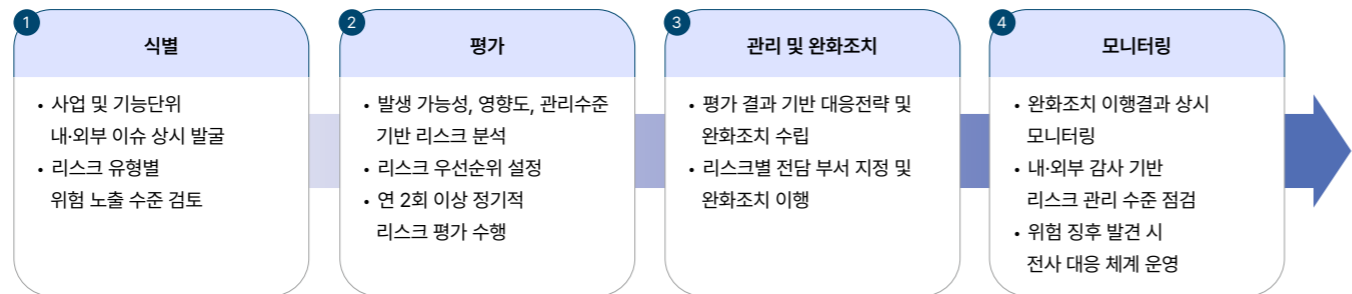 1
식별
• 사업 및 기능단위
내·외부 이슈 상시 발굴
• 리스크 유형별
위험 노출 수준 검토
2
평가
• 발생 가능성, 영향도, 관리수준
기반 리스크 분석
• 리스크 우선순위 설정
• 연 2회 이상 정기적
리스크 평가 수행
3
관리 및 완화조치
• 평가 결과 기반 대응전략 및
완화조치 수립
• 리스크별 전담 부서 지정 및
완화조치 이행
4
모니터링
• 완화조치 이행결과 상시
모니터링
• 내·외부 감사 기반
리스크 관리 수준 점검
• 위험 징후 발견 시
전사 대응 체계 운영